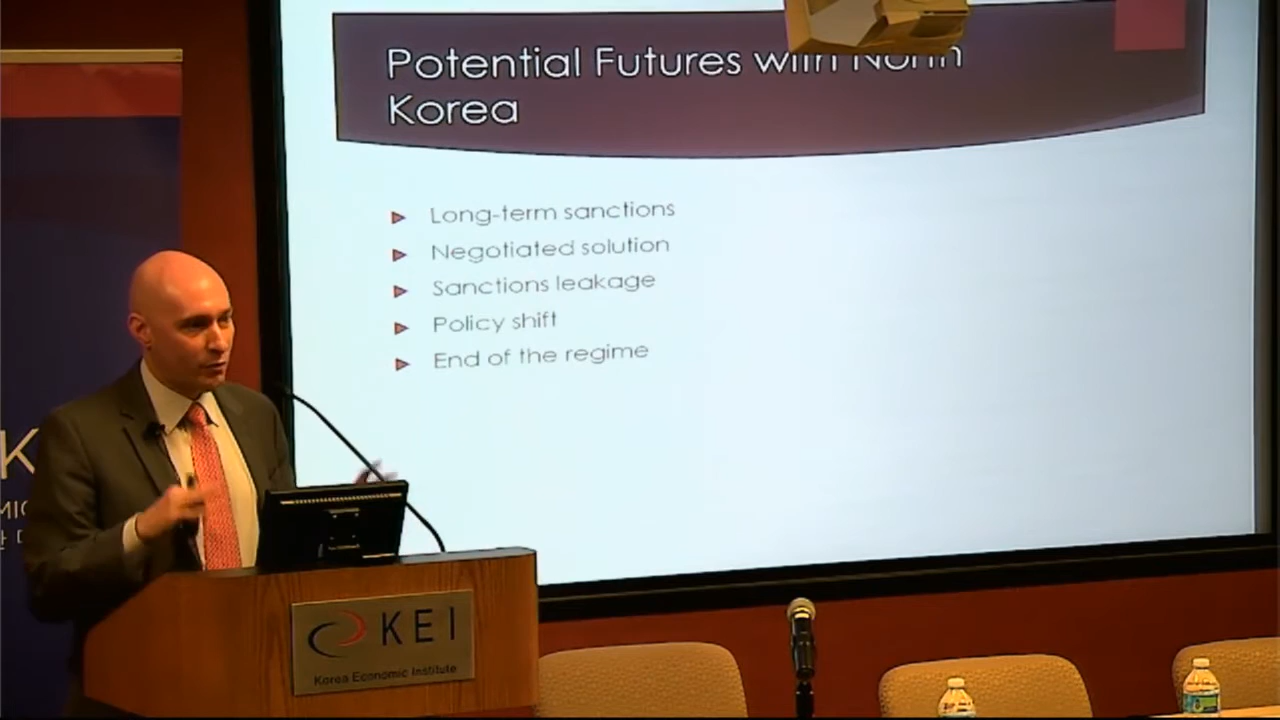 Potential Futures with North
Korea
Long-term sanctions
Negotiated solution
Sanctions leakage
Policy shift
End of the regime
K
MIC
KEI
Korea Economic Institute